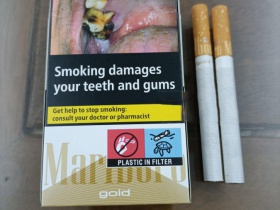 Smoking damages
your teeth and gums
Get help to stop smoking:
consult your doctor or pharmacist
PLASTIC IN FILTER
Marlboro
gold